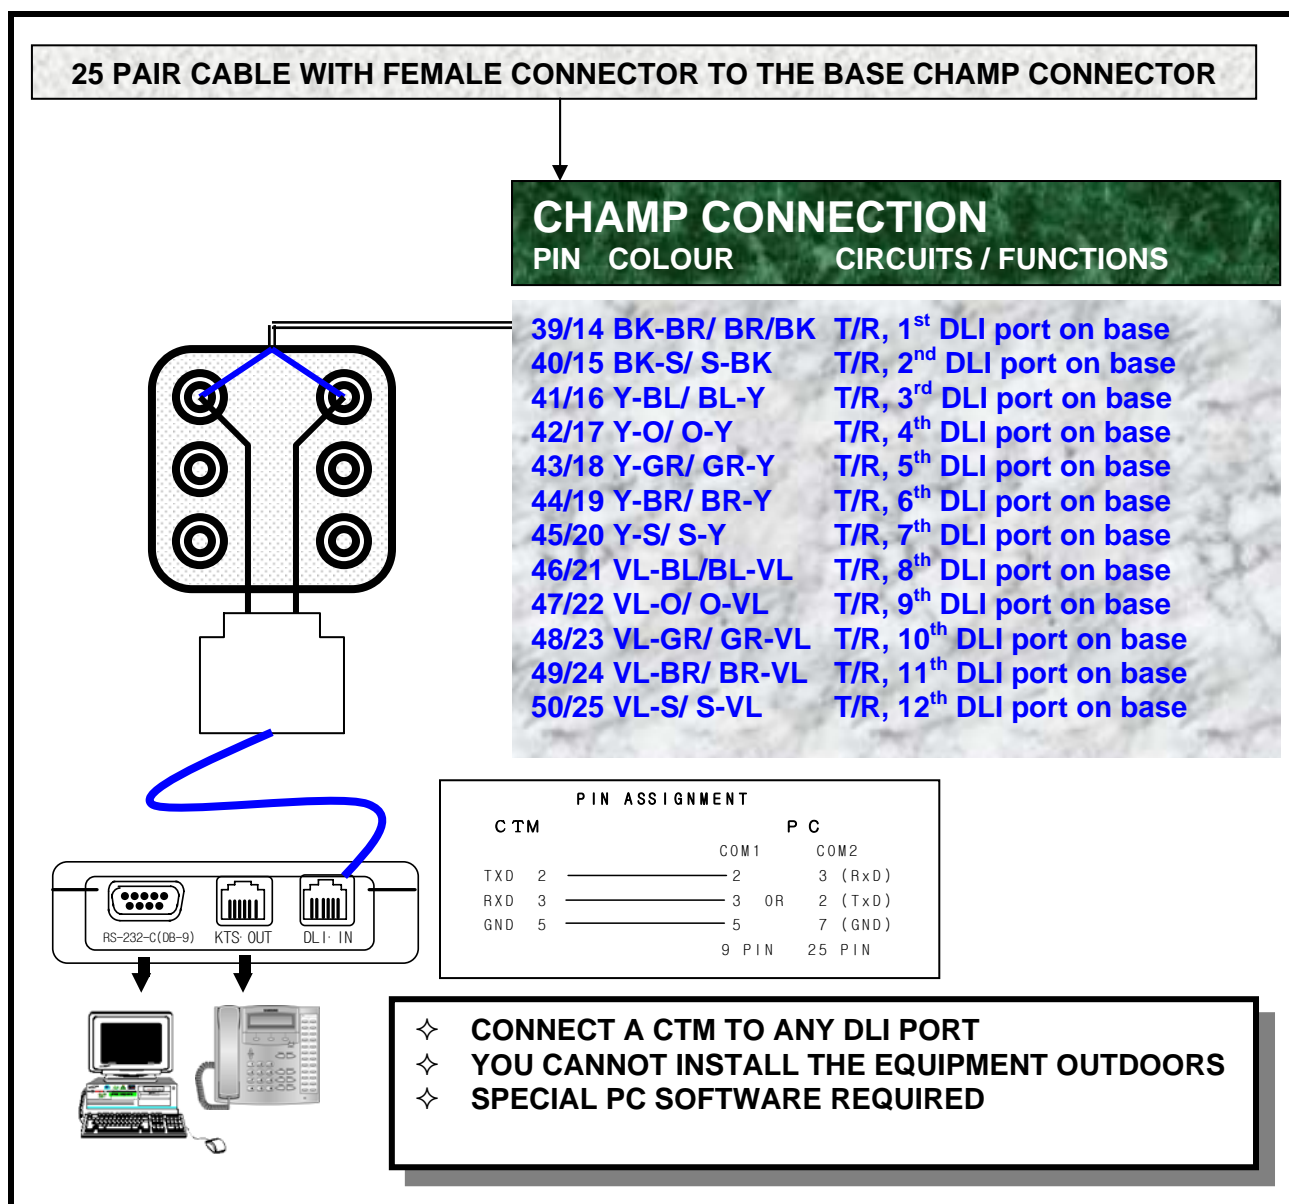 25 PAIR CABLE WITH FEMALE CONNECTOR TO THE BASE CHAMP CONNECTOR
CHAMP CONNECTION
PIN COLOUR CIRCUITS / FUNCTIONS
39/14 BK-BR/ BR/BK T/R, 1st DLI port on base
40/15 BK-S/ S-BK T/R, 2nd DLI port on base
41/16 Y-BL/ BL-Y T/R, 3rd DLI port on base
42/17 Y-O/ O-Y T/R, 4th DLI port on base
43/18 Y-GR/ GR-Y T/R, 5th DLI port on base
44/19 Y-BR/ BR-Y T/R, 6th DLI port on base
45/20 Y-S/ S-Y T/R, 7th DLI port on base
46/21 VL-BL/BL-VL T/R, 8th DLI port on base
47/22 VL-O/ O-VL T/R, 9th DLI port on base
48/23 VL-GR/ GR-VL T/R, 10th DLI port on base
49/24 VL-BR/ BR-VL T/R, 11th DLI port on base
50/25 VL-S/ S-VL T/R, 12th DLI port on base
PIN ASSIGNMENT
CTM PC
COM1 COM2
TXD 2 2 3 (RxD)
RXD 3 3 OR 2 (TxD)
GND 5 5 7 (GND)
9 PIN 25 PIN
RS-232-C(DB-9) KTS· OUT DLI· IN
✧ CONNECT A CTM TO ANY DLI PORT
✧ YOU CANNOT INSTALL THE EQUIPMENT OUTDOORS
✧ SPECIAL PC SOFTWARE REQUIRED